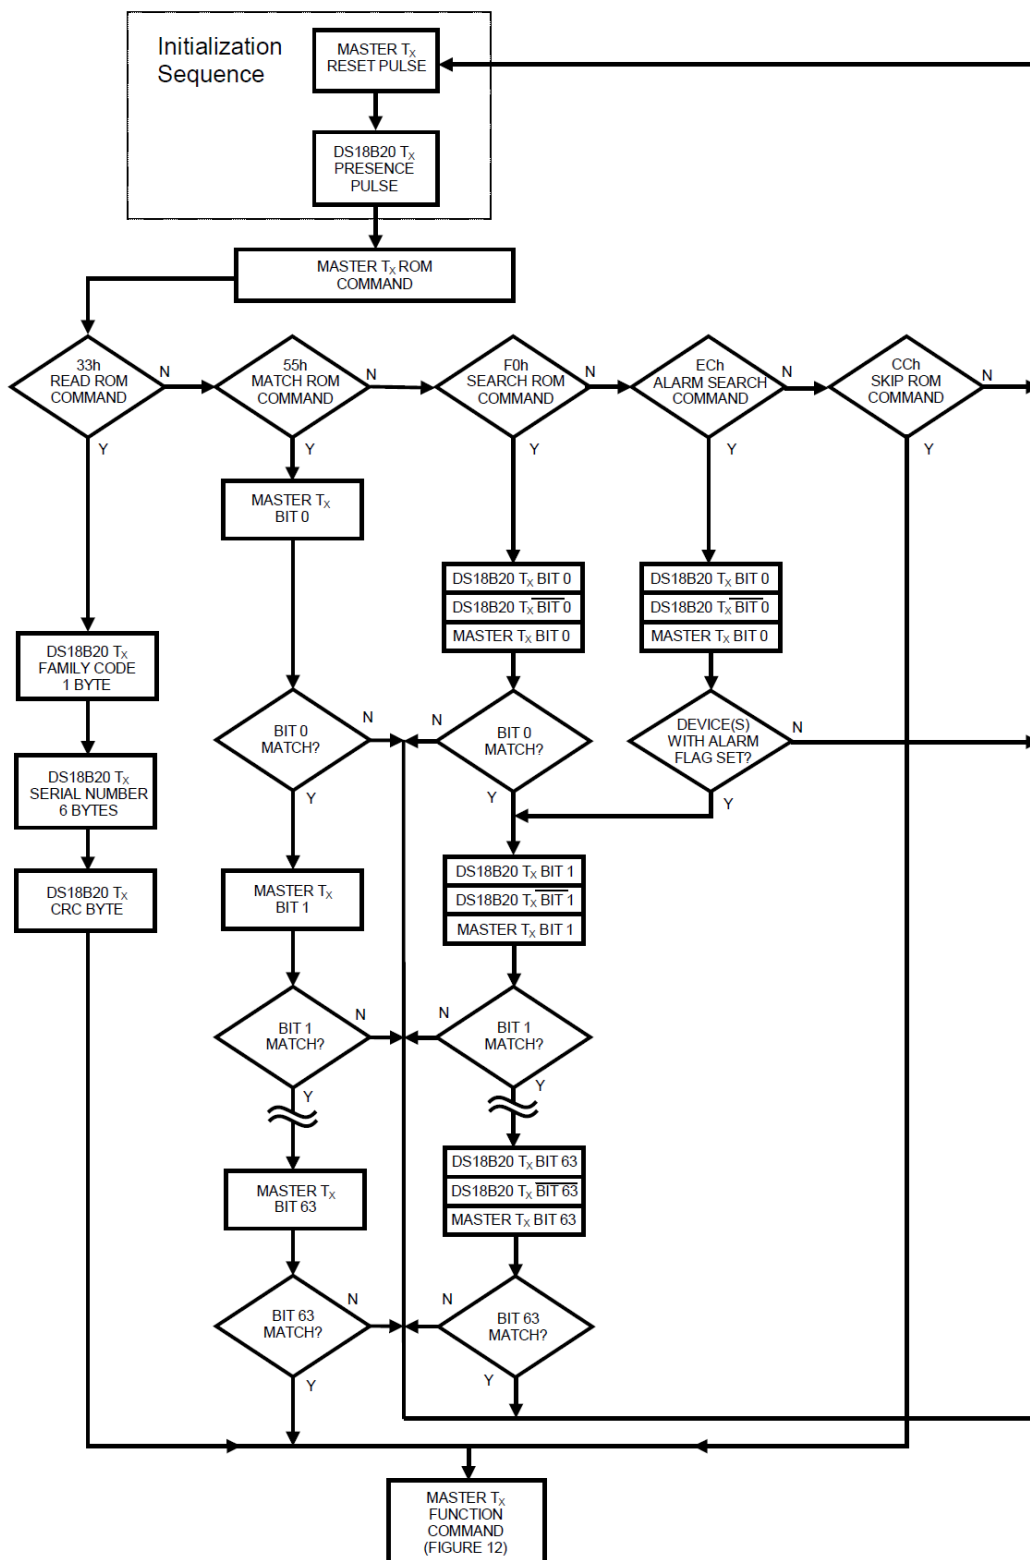 Initialization
Sequence
MASTER TX
RESET PULSE
DS18B20 TX
PRESENCE
PULSE
MASTER TX ROM
COMMAND
33h
READ ROM
COMMAND
N
Y
55h
MATCH ROM
COMMAND
N
Y
F0h
SEARCH ROM
COMMAND
N
Y
ECh
ALARM SEARCH
COMMAND
N
Y
CCh
SKIP ROM
COMMAND
N
Y
MASTER TX
BIT 0
DS18B20 TX BIT 0
DS18B20 TX BIT 0
MASTER TX BIT 0
DS18B20 TX BIT 0
DS18B20 TX BIT 0
MASTER TX BIT 0
DS18B20 TX
FAMILY CODE
1 BYTE
BIT 0
MATCH?
N
Y
N
BIT 0
MATCH?
Y
DEVICE(S)
WITH ALARM
FLAG SET?
N
Y
DS18B20 TX
SERIAL NUMBER
6 BYTES
DS18B20 TX
CRC BYTE
MASTER TX
BIT 1
DS18B20 TX BIT 1
DS18B20 TX BIT 1
MASTER TX BIT 1
BIT 1
MATCH?
N
Y
N
BIT 1
MATCH?
Y
MASTER TX
BIT 63
DS18B20 TX BIT 63
DS18B20 TX BIT 63
MASTER TX BIT 63
BIT 63
MATCH?
N
Y
N
BIT 63
MATCH?
Y
MASTER TX
FUNCTION
COMMAND
(FIGURE 12)